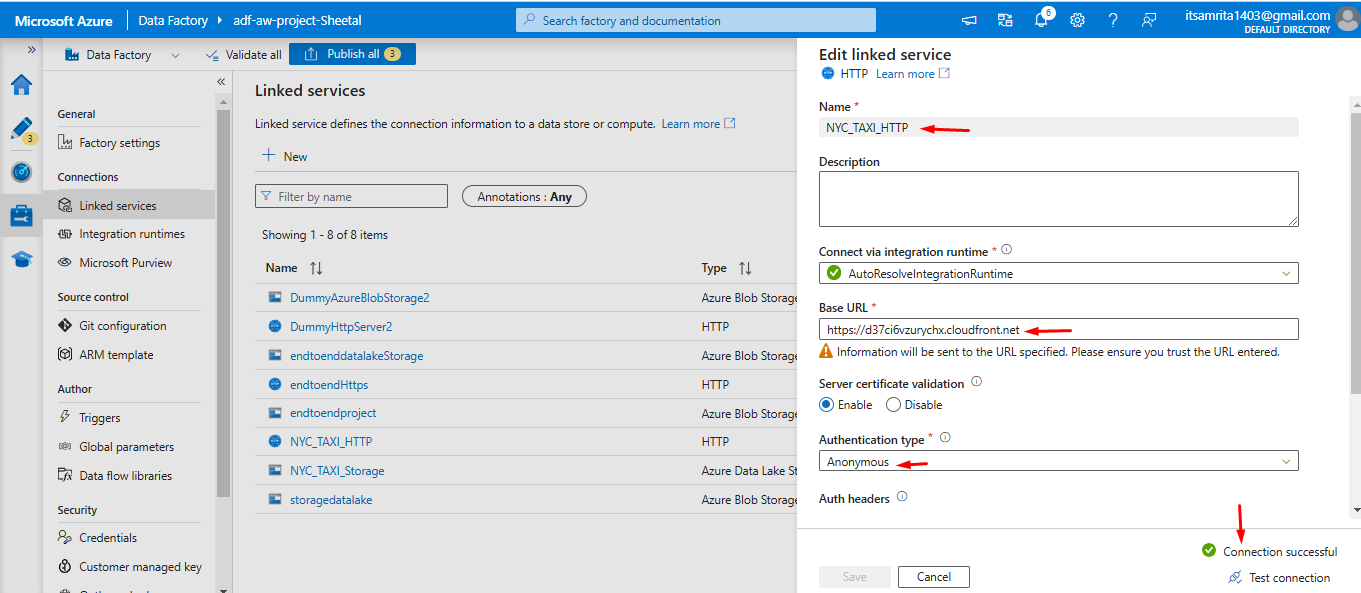 Microsoft Azure
Data Factory
adf-aw-project-Sheetal
Search factory and documentation
6
itsamrita1403@gmail.com
DEFAULT DIRECTORY
»
Data Factory
Validate all
Publish all 3
«
3
General
Factory settings
Connections
Linked services
Integration runtimes
Microsoft Purview
Source control
Git configuration
ARM template
Author
Triggers
Global parameters
Data flow libraries
Security
Credentials
Customer managed key
Linked services
Linked service defines the connection information to a data store or compute. Learn more
New
Filter by name
Annotations : Any
Showing 1 - 8 of 8 items
Name Type
DummyAzureBlobStorage2 Azure Blob Storage
DummyHttpServer2 HTTP
endtoenddatalakeStorage Azure Blob Storage
endtoendHttps HTTP
endtoendproject Azure Blob Storage
NYC_TAXI_HTTP HTTP
NYC_TAXI_Storage Azure Data Lake St
storagedatalake Azure Blob Storage
Edit linked service
HTTP Learn more
Name *
NYC_TAXI_HTTP
Description
Connect via integration runtime *
AutoResolveIntegrationRuntime
Base URL *
https://d37ci6vzurychx.cloudfront.net
Information will be sent to the URL specified. Please ensure you trust the URL entered.
Server certificate validation
Enable Disable
Authentication type *
Anonymous
Auth headers
Connection successful
Save Cancel Test connection